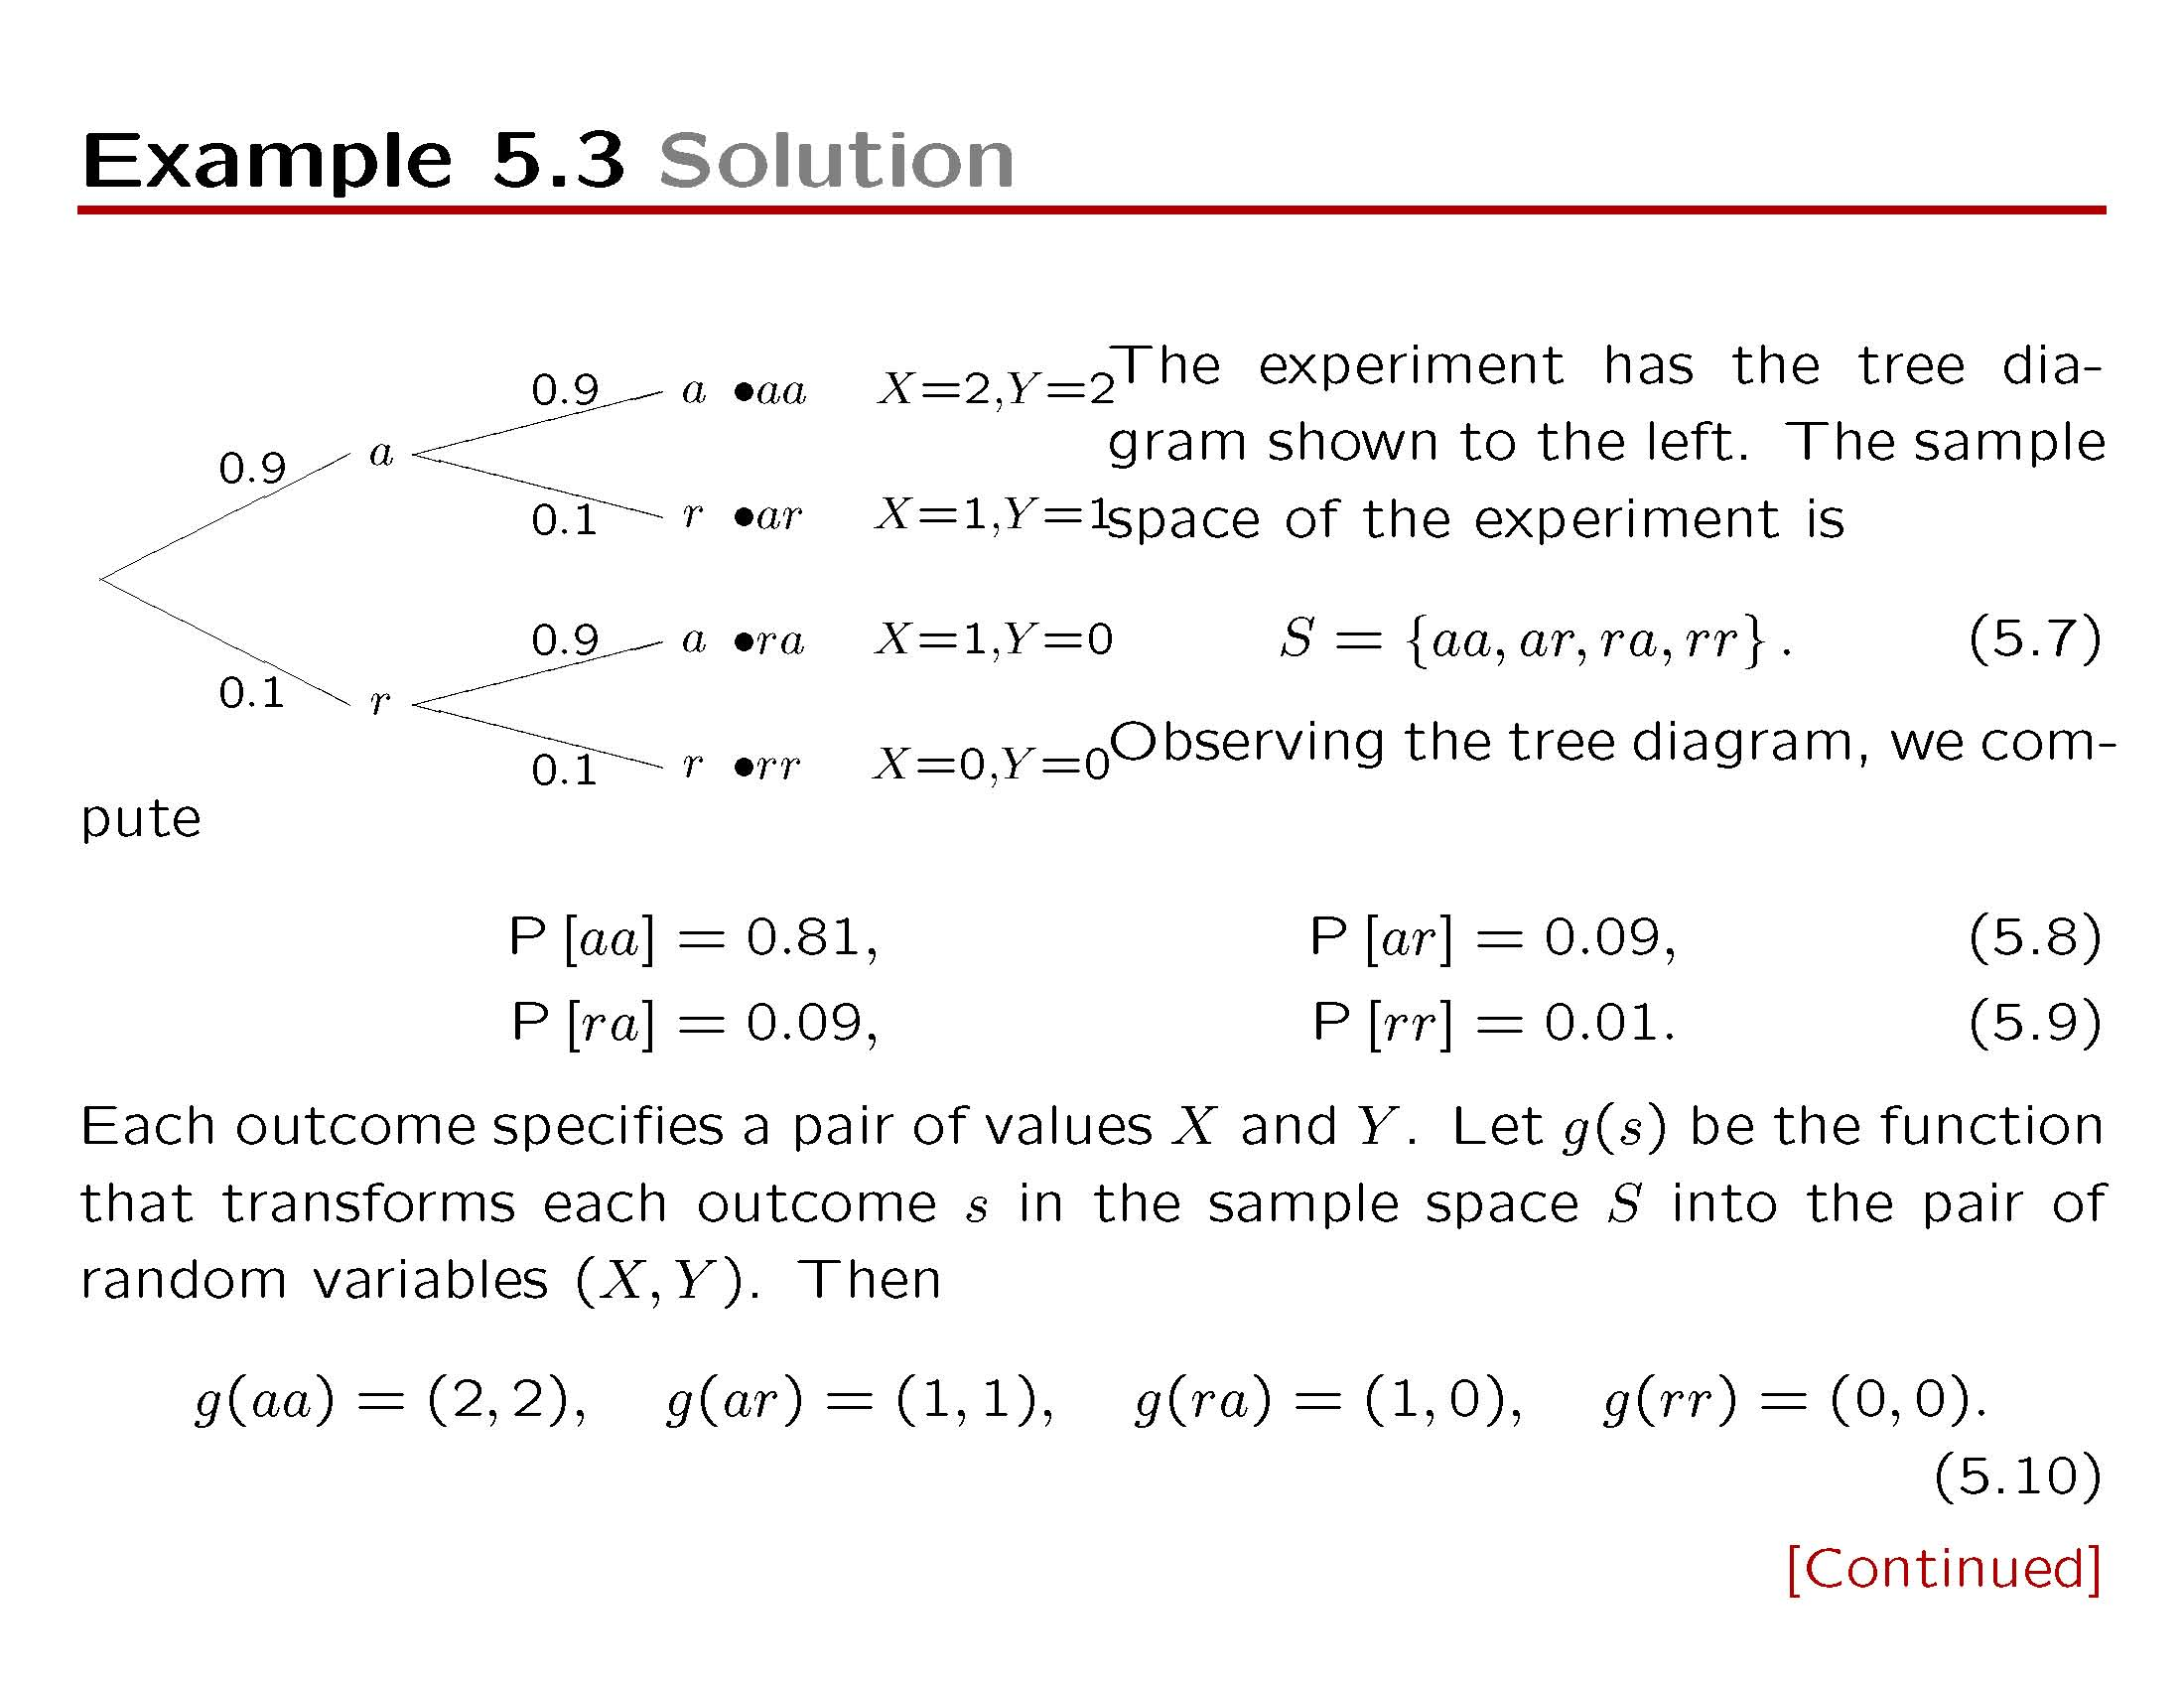 Example 5.3 Solution
0.9 a •aa X=2,Y=2
0.9 a
0.1 r •ar X=1,Y=1
0.9 a •ra X=1,Y=0
0.1 r
0.1 r •rr X=0,Y=0
The experiment has the tree dia-
gram shown to the left. The sample
space of the experiment is
S = {aa, ar, ra, rr}. (5.7)
Observing the tree diagram, we com-
pute
P [aa] = 0.81, P [ar] = 0.09, (5.8)
P [ra] = 0.09, P [rr] = 0.01. (5.9)
Each outcome specifies a pair of values X and Y. Let g(s) be the function
that transforms each outcome s in the sample space S into the pair of
random variables (X, Y). Then
g(aa) = (2, 2), g(ar) = (1, 1), g(ra) = (1, 0), g(rr) = (0, 0).
(5.10)
[Continued]